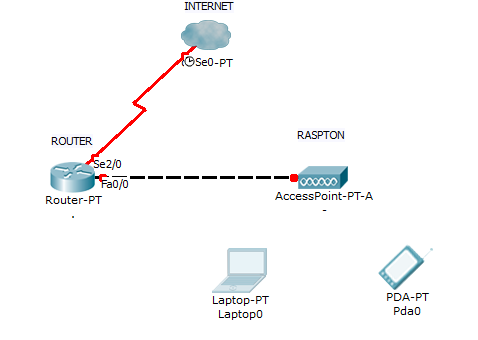 INTERNET
Se0-PT
ROUTER
RASPTON
Se2/0
Fa0/0
Router-PT
AccessPoint-PT-A
Laptop-PT
Laptop0
PDA-PT
Pda0